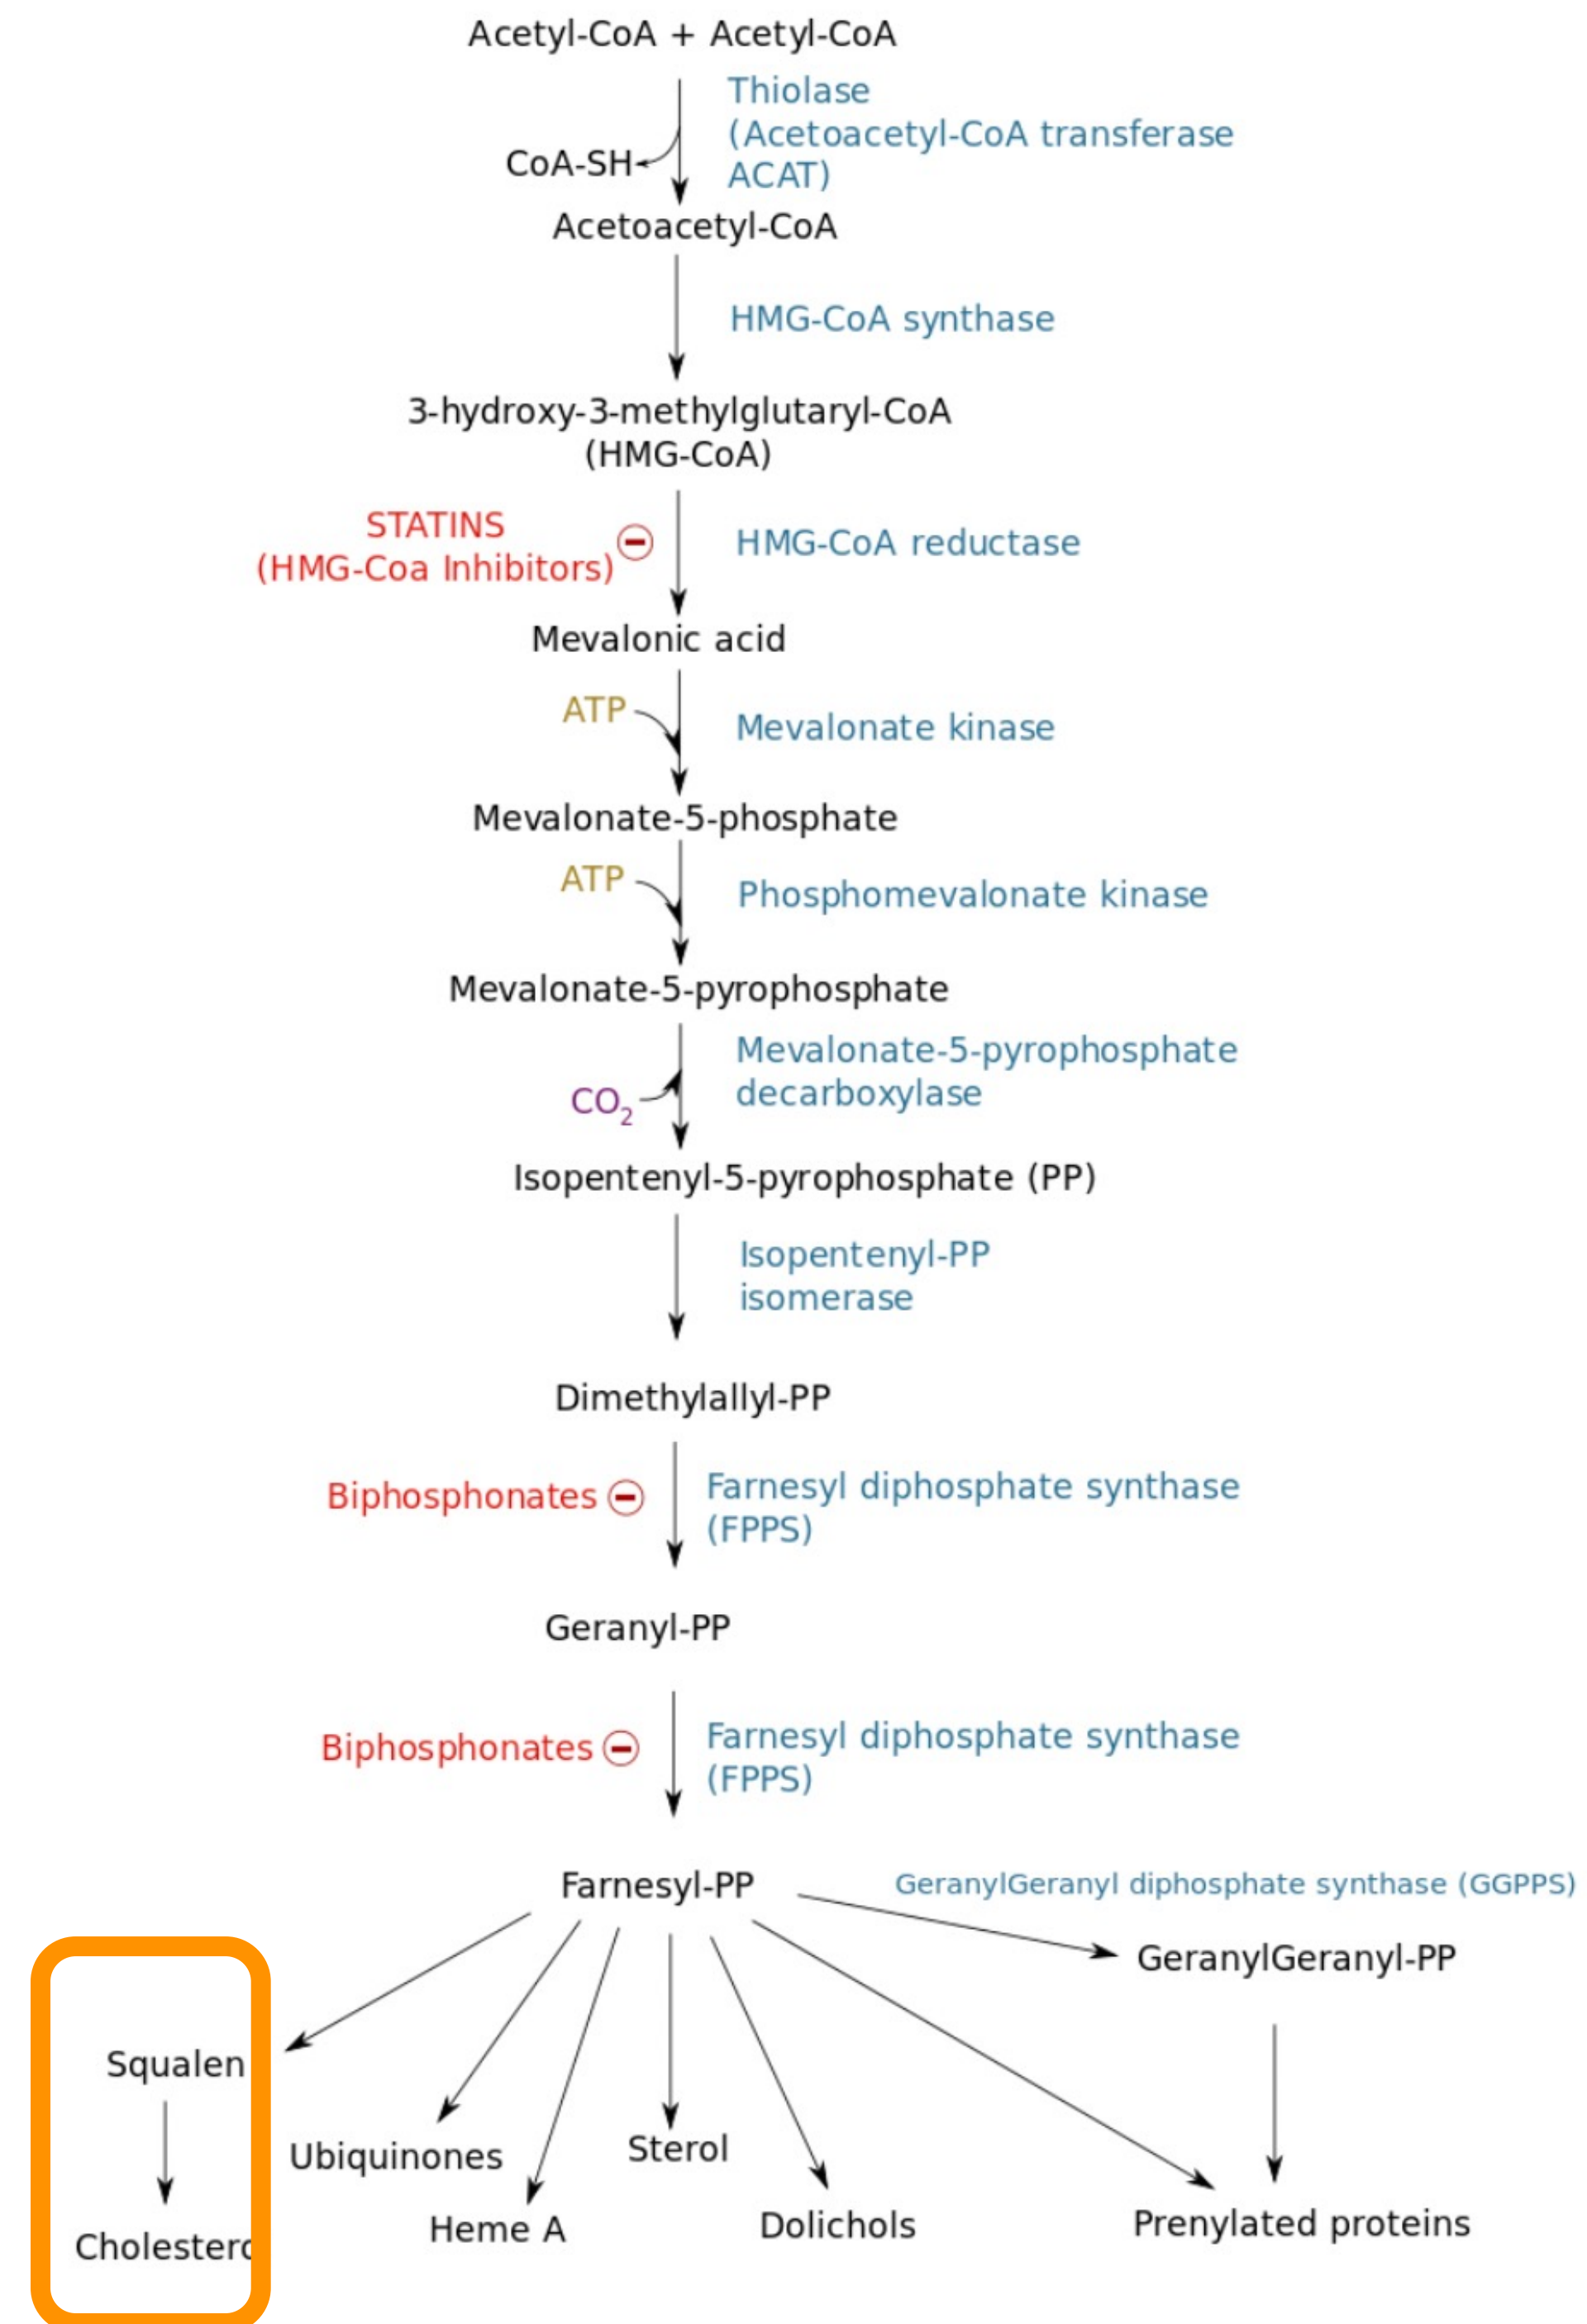 Acetyl-CoA + Acetyl-CoA
Thiolase
(Acetoacetyl-CoA transferase
ACAT)
CoA-SH
Acetoacetyl-CoA
HMG-CoA synthase
3-hydroxy-3-methylglutaryl-CoA
(HMG-CoA)
STATINS
(HMG-Coa Inhibitors)
HMG-CoA reductase
Mevalonic acid
ATP
Mevalonate kinase
Mevalonate-5-phosphate
ATP
Phosphomevalonate kinase
Mevalonate-5-pyrophosphate
Mevalonate-5-pyrophosphate
decarboxylase
CO2
Isopentenyl-5-pyrophosphate (PP)
Isopentenyl-PP
isomerase
Dimethylallyl-PP
Biphosphonates
Farnesyl diphosphate synthase
(FPPS)
Geranyl-PP
Biphosphonates
Farnesyl diphosphate synthase
(FPPS)
Farnesyl-PP
GeranylGeranyl diphosphate synthase (GGPPS)
GeranylGeranyl-PP
Squalen
Ubiquinones
Sterol
Heme A
Dolichols
Prenylated proteins
Cholestero